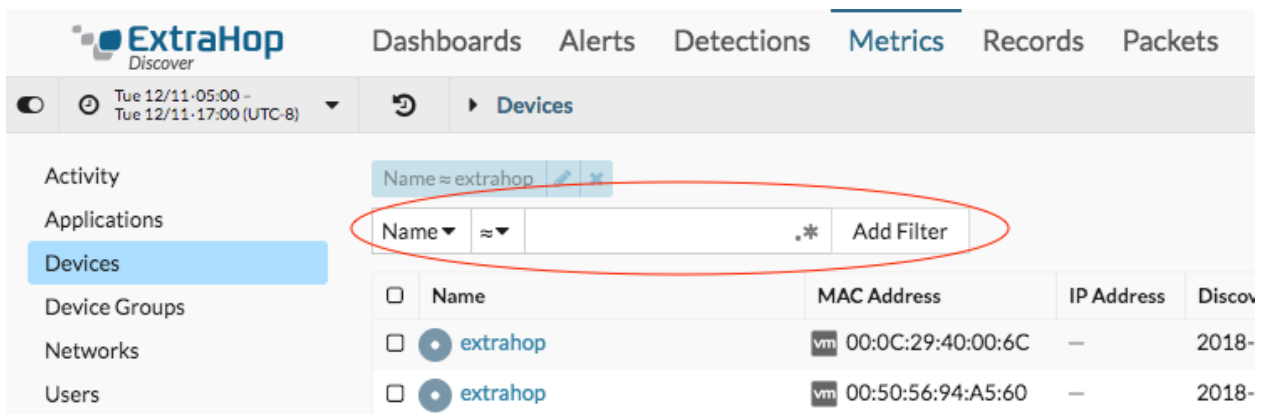 ExtraHop
Discover
Dashboards Alerts Detections Metrics Records Packets
Tue 12/11·05:00 –
Tue 12/11·17:00 (UTC-8)
Devices
Activity
Applications
Devices
Device Groups
Networks
Users
Name ≈ extrahop
Name ≈ .* Add Filter
Name MAC Address IP Address Discov
extrahop vm 00:0C:29:40:00:6C — 2018-
extrahop vm 00:50:56:94:A5:60 — 2018-